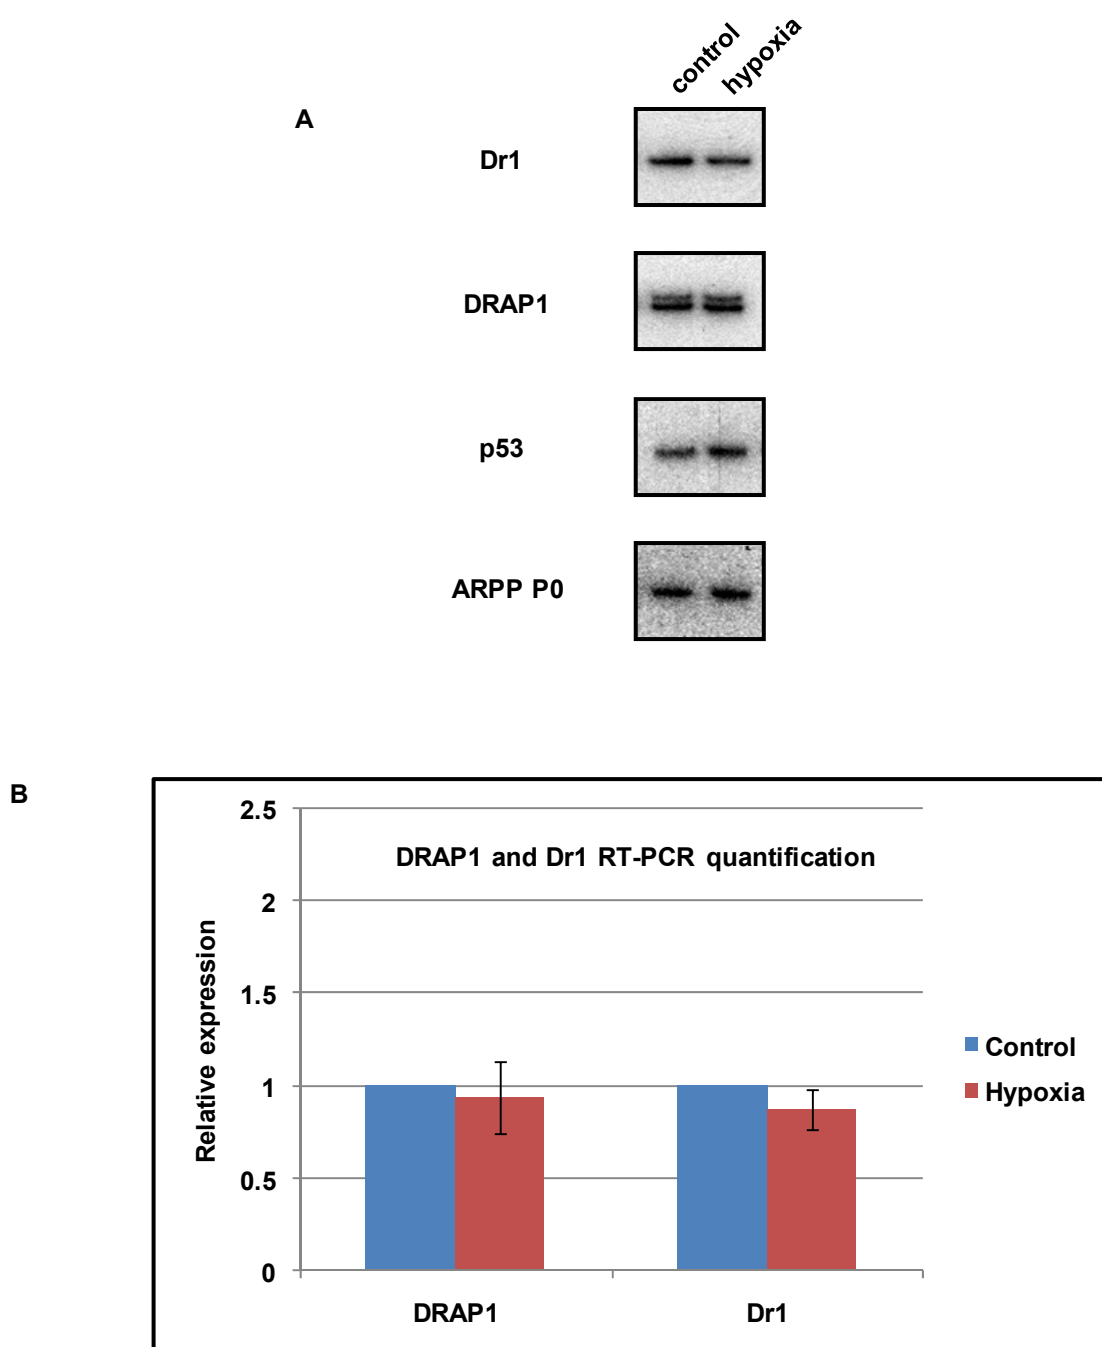 control
hypoxia
A
Dr1
DRAP1
p53
ARPP P0
B
2.5
DRAP1 and Dr1 RT-PCR quantification
2
1.5
1
0.5
0
Relative expression
Control
Hypoxia
DRAP1
Dr1